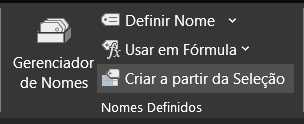 Gerenciador
de Nomes
Definir Nome
Usar em Fórmula
Criar a partir da Seleção
Nomes Definidos